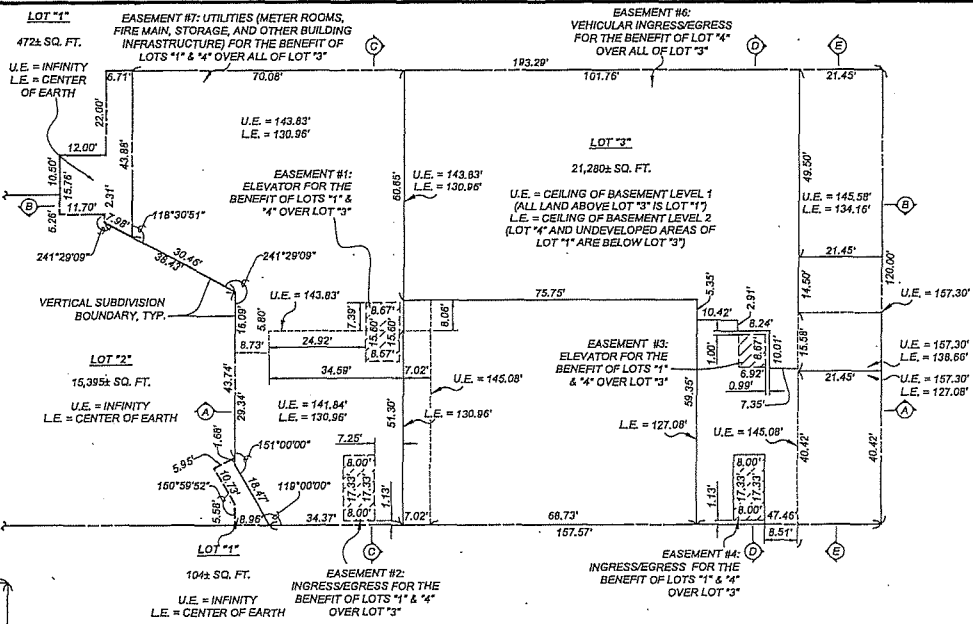 LOT "1"
472± SQ. FT.
U.E. = INFINITY
L.E. = CENTER
OF EARTH
EASEMENT #7: UTILITIES (METER ROOMS,
FIRE MAIN, STORAGE, AND OTHER BUILDING
INFRASTRUCTURE) FOR THE BENEFIT OF
LOTS "1" & "4" OVER ALL OF LOT "3"
C
EASEMENT #6:
VEHICULAR INGRESS/EGRESS
FOR THE BENEFIT OF LOT "4"
OVER ALL OF LOT "3"
D
E
193.29'
6.71'
70.08'
101.76'
21.45'
22.00'
43.88'
12.00'
10.50'
15.76'
2.31'
B
5.26'
11.70'
7.98'
118°30'51"
241°29'09"
30.46'
38.43'
241°29'09"
U.E. = 143.83'
L.E. = 130.96'
EASEMENT #1:
ELEVATOR FOR THE
BENEFIT OF LOTS "1"
& "4" OVER LOT "3"
60.65'
U.E. = 143.83'
L.E. = 130.96'
LOT "3"
21,280± SQ. FT.
U.E. = CEILING OF BASEMENT LEVEL 1
(ALL LAND ABOVE LOT "3" IS LOT "1")
L.E. = CEILING OF BASEMENT LEVEL 2
(LOT "4" AND UNDEVELOPED AREAS OF
LOT "1" ARE BELOW LOT "3")
49.50'
U.E. = 145.58'
L.E. = 134.16'
B
21.45'
14.50'
120.00'
U.E. = 157.30'
VERTICAL SUBDIVISION
BOUNDARY, TYP.
16.09'
5.80'
U.E. = 143.83'
7.39'
8.67'
15.60'
15.60'
8.67'
8.06'
8.73'
24.92'
34.59'
7.02'
75.75'
5.35'
10.42'
2.91'
8.24'
1.00'
8.67'
6.92'
10.01'
0.99'
7.35'
15.58'
U.E. = 157.30'
L.E. = 138.66'
21.45'
U.E. = 157.30'
L.E. = 127.08'
EASEMENT #3:
ELEVATOR FOR THE
BENEFIT OF LOTS "1"
& "4" OVER LOT "3"
LOT "2"
15,395± SQ. FT.
U.E. = INFINITY
L.E. = CENTER OF EARTH
43.74'
A
29.34'
U.E. = 141.84'
L.E. = 130.96'
U.E. = 145.08'
51.30'
L.E. = 130.96'
59.35'
L.E. = 127.08'
U.E. = 145.08'
A
40.42'
40.42'
1.68'
151°00'00"
5.95'
10.73'
18.47'
150°59'52"
119°00'00"
5.58'
8.96'
34.37'
7.25'
8.00'
17.33'
17.33'
8.00'
1.13'
7.02'
68.73'
157.57'
1.13'
8.00'
17.33'
17.33'
8.00'
47.46'
8.51'
LOT "1"
104± SQ. FT.
U.E. = INFINITY
L.E. = CENTER OF EARTH
EASEMENT #2:
INGRESS/EGRESS FOR THE
BENEFIT OF LOTS "1" & "4"
OVER LOT "3"
C
EASEMENT #4:
INGRESS/EGRESS FOR THE
BENEFIT OF LOTS "1" & "4"
OVER LOT "3"
D
E